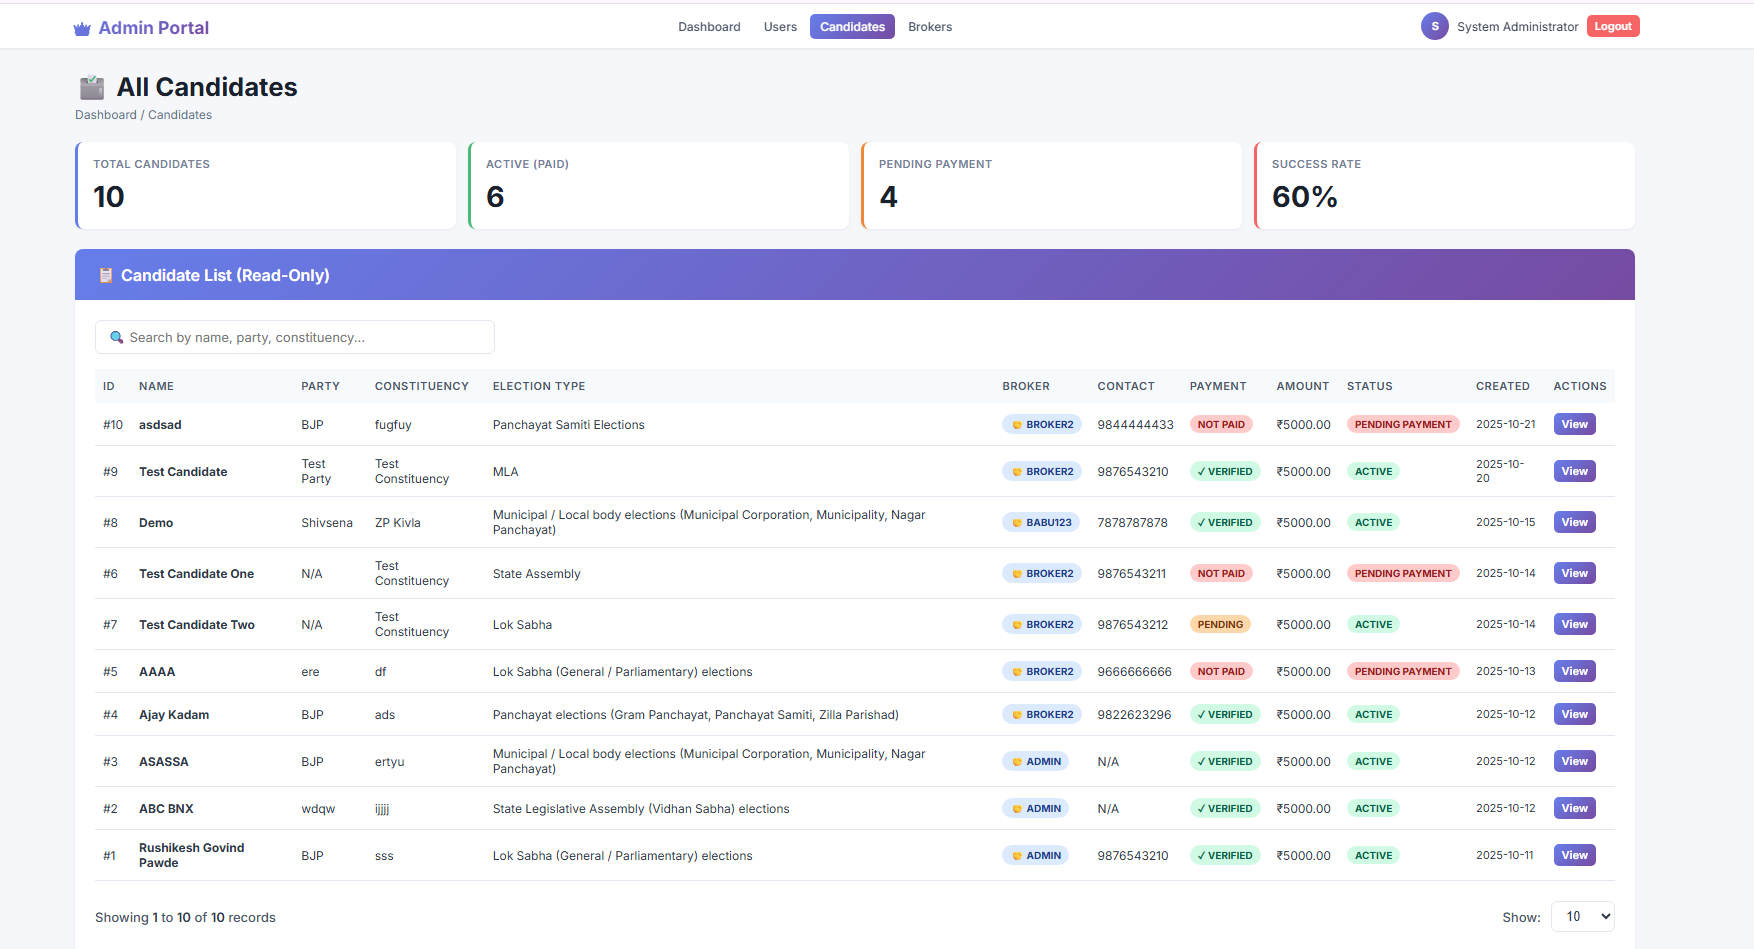 Admin Portal
Dashboard Users Candidates Brokers
S System Administrator Logout
All Candidates
Dashboard / Candidates
TOTAL CANDIDATES
10
ACTIVE (PAID)
6
PENDING PAYMENT
4
SUCCESS RATE
60%
Candidate List (Read-Only)
Search by name, party, constituency...
ID NAME PARTY CONSTITUENCY ELECTION TYPE BROKER CONTACT PAYMENT AMOUNT STATUS CREATED ACTIONS
#10 asdsad BJP fugfuy Panchayat Samiti Elections BROKER2 9844444433 NOT PAID ₹5000.00 PENDING PAYMENT 2025-10-21 View
#9 Test Candidate Test Party Test Constituency MLA BROKER2 9876543210 ✓ VERIFIED ₹5000.00 ACTIVE 2025-10-20 View
#8 Demo Shivsena ZP Kivla Municipal / Local body elections (Municipal Corporation, Municipality, Nagar Panchayat) BABU123 7878787878 ✓ VERIFIED ₹5000.00 ACTIVE 2025-10-15 View
#6 Test Candidate One N/A Test Constituency State Assembly BROKER2 9876543211 NOT PAID ₹5000.00 PENDING PAYMENT 2025-10-14 View
#7 Test Candidate Two N/A Test Constituency Lok Sabha BROKER2 9876543212 PENDING ₹5000.00 ACTIVE 2025-10-14 View
#5 AAAA ere df Lok Sabha (General / Parliamentary) elections BROKER2 9666666666 NOT PAID ₹5000.00 PENDING PAYMENT 2025-10-13 View
#4 Ajay Kadam BJP ads Panchayat elections (Gram Panchayat, Panchayat Samiti, Zilla Parishad) BROKER2 9822623296 ✓ VERIFIED ₹5000.00 ACTIVE 2025-10-12 View
#3 ASASSA BJP ertyu Municipal / Local body elections (Municipal Corporation, Municipality, Nagar Panchayat) ADMIN N/A ✓ VERIFIED ₹5000.00 ACTIVE 2025-10-12 View
#2 ABC BNX wdqw ijjjj State Legislative Assembly (Vidhan Sabha) elections ADMIN N/A ✓ VERIFIED ₹5000.00 ACTIVE 2025-10-12 View
#1 Rushikesh Govind Pawde BJP sss Lok Sabha (General / Parliamentary) elections ADMIN 9876543210 ✓ VERIFIED ₹5000.00 ACTIVE 2025-10-11 View
Showing 1 to 10 of 10 records
Show: 10